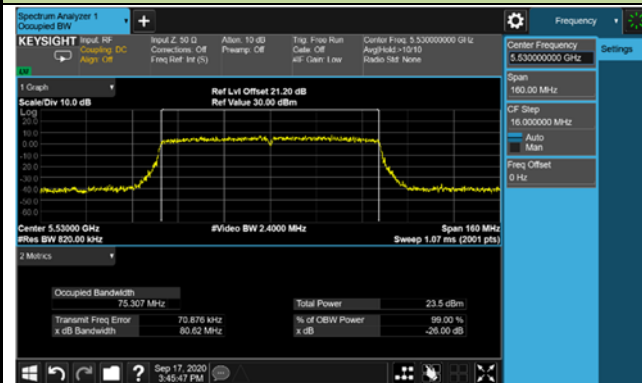 Spectrum Analyzer 1
Occupied BW
+
Frequency
KEYSIGHT
Input: RF
Coupling: DC
Align: Off
Input Z: 50 Ω
Corrections: Off
Freq Ref: Int (S)
Atten: 10 dB
Preamp: Off
Trig: Free Run
Gate: Off
#IF Gain: Low
Center Freq: 5.530000000 GHz
Avg|Hold:>10/10
Radio Std: None
Center Frequency
5.530000000 GHz
Settings
Span
160.00 MHz
CF Step
16.000000 MHz
Auto
Man
Freq Offset
0 Hz
1 Graph
Scale/Div 10.0 dB
Ref Lvl Offset 21.20 dB
Ref Value 30.00 dBm
Log
20.0
10.0
0.00
-10.0
-20.0
-30.0
-40.0
-50.0
-60.0
Center 5.53000 GHz
#Res BW 820.00 kHz
#Video BW 2.4000 MHz
Span 160 MHz
Sweep 1.07 ms (2001 pts)
2 Metrics
Occupied Bandwidth
75.307 MHz
Total Power 23.5 dBm
Transmit Freq Error 70.876 kHz
% of OBW Power 99.00 %
x dB Bandwidth 80.62 MHz
x dB -26.00 dB
?
Sep 17, 2020
3:45:47 PM